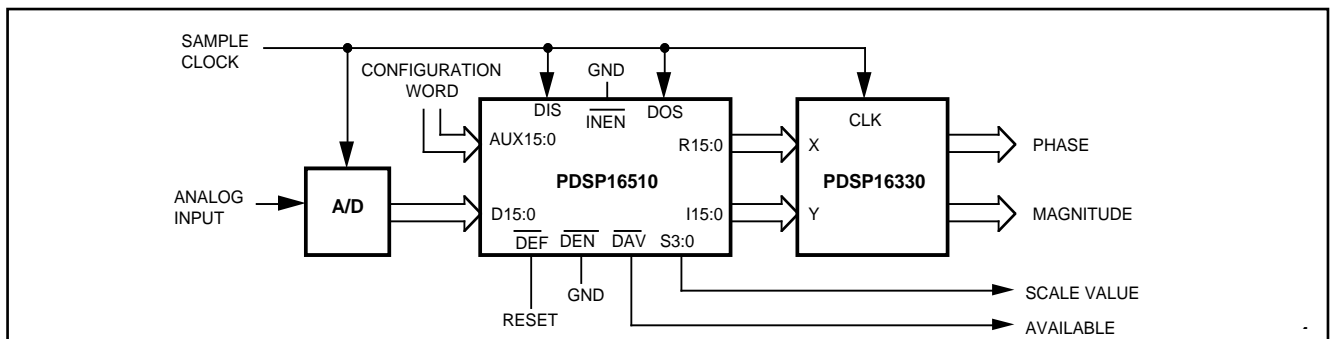 SAMPLE
CLOCK
CONFIGURATION
WORD
GND
DIS
INEN
DOS
CLK
AUX15:0
R15:0
X
PHASE
PDSP16510
PDSP16330
ANALOG
INPUT
A/D
D15:0
I15:0
Y
MAGNITUDE
DEF
DEN
DAV
S3:0
GND
SCALE VALUE
RESET
AVAILABLE